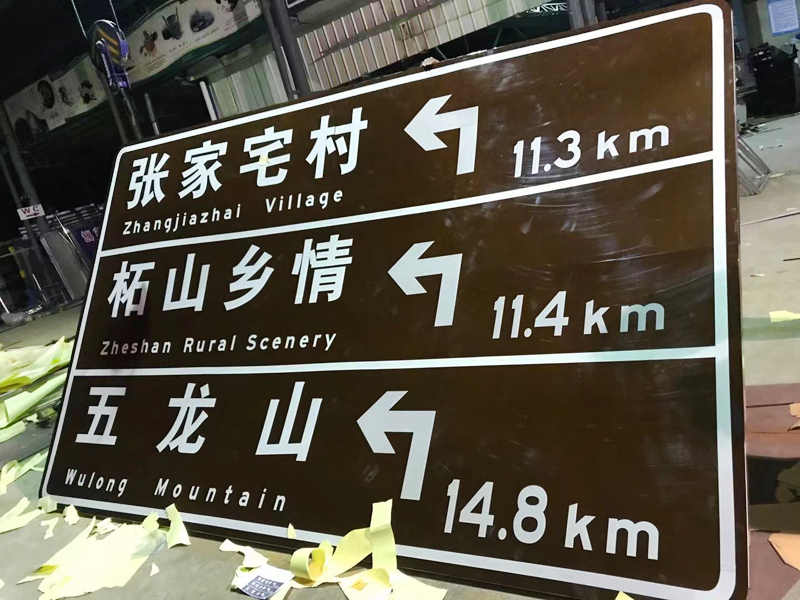 张家宅村
Zhangjiazhai Village
11.3 km
柘山乡情
Zheshan Rural Scenery
11.4 km
五龙山
Wulong Mountain
14.8 km
WC